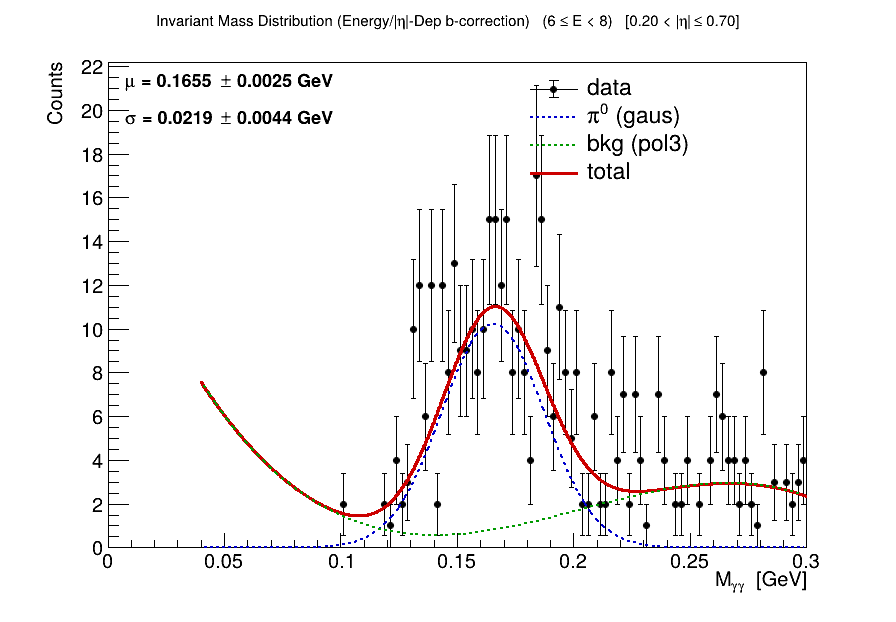 Invariant Mass Distribution (Energy/|η|-Dep b-correction) (6 ≤ E < 8) [0.20 < |η| ≤ 0.70]
Counts
μ = 0.1655 ± 0.0025 GeV
σ = 0.0219 ± 0.0044 GeV
data
π⁰ (gaus)
bkg (pol3)
total
22
20
18
16
14
12
10
8
6
4
2
0
0 0.05 0.1 0.15 0.2 0.25 0.3
Mγγ [GeV]